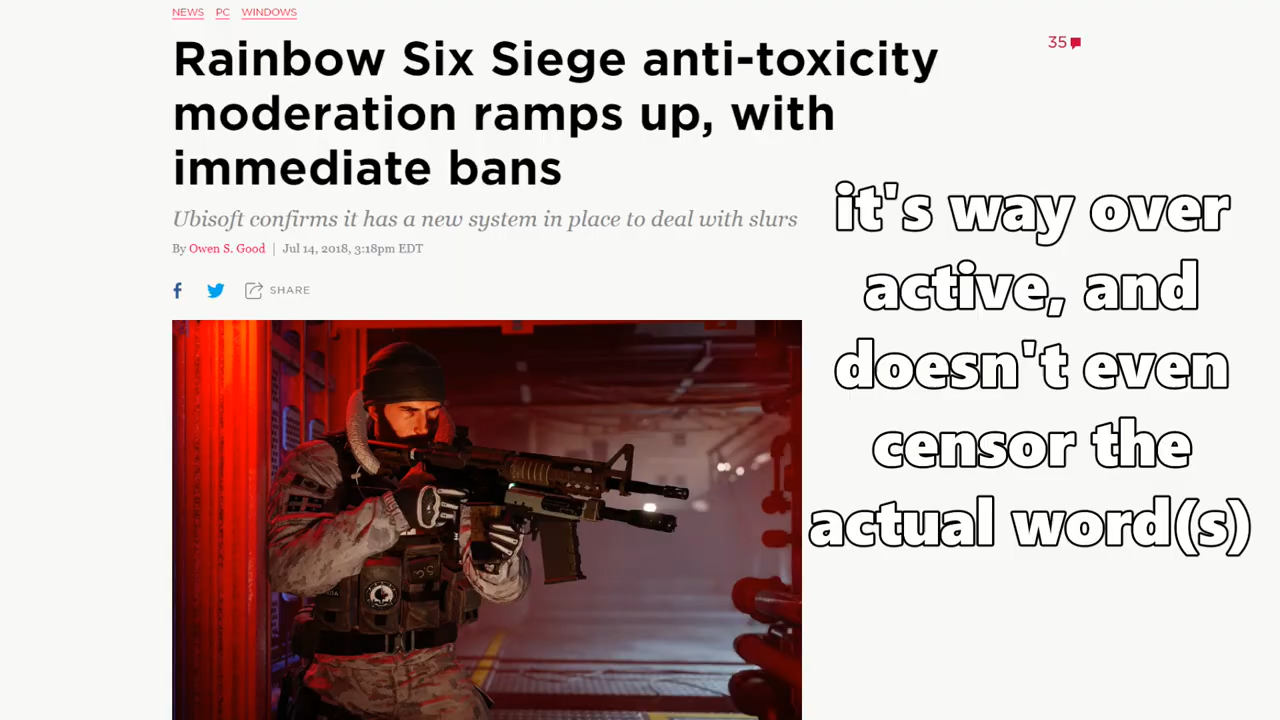 NEWS PC WINDOWS
Rainbow Six Siege anti-toxicity
moderation ramps up, with
immediate bans
35
Ubisoft confirms it has a new system in place to deal with slurs
By Owen S. Good | Jul 14, 2018, 3:18pm EDT
SHARE
it's way over
active, and
doesn't even
censor the
actual word(s)